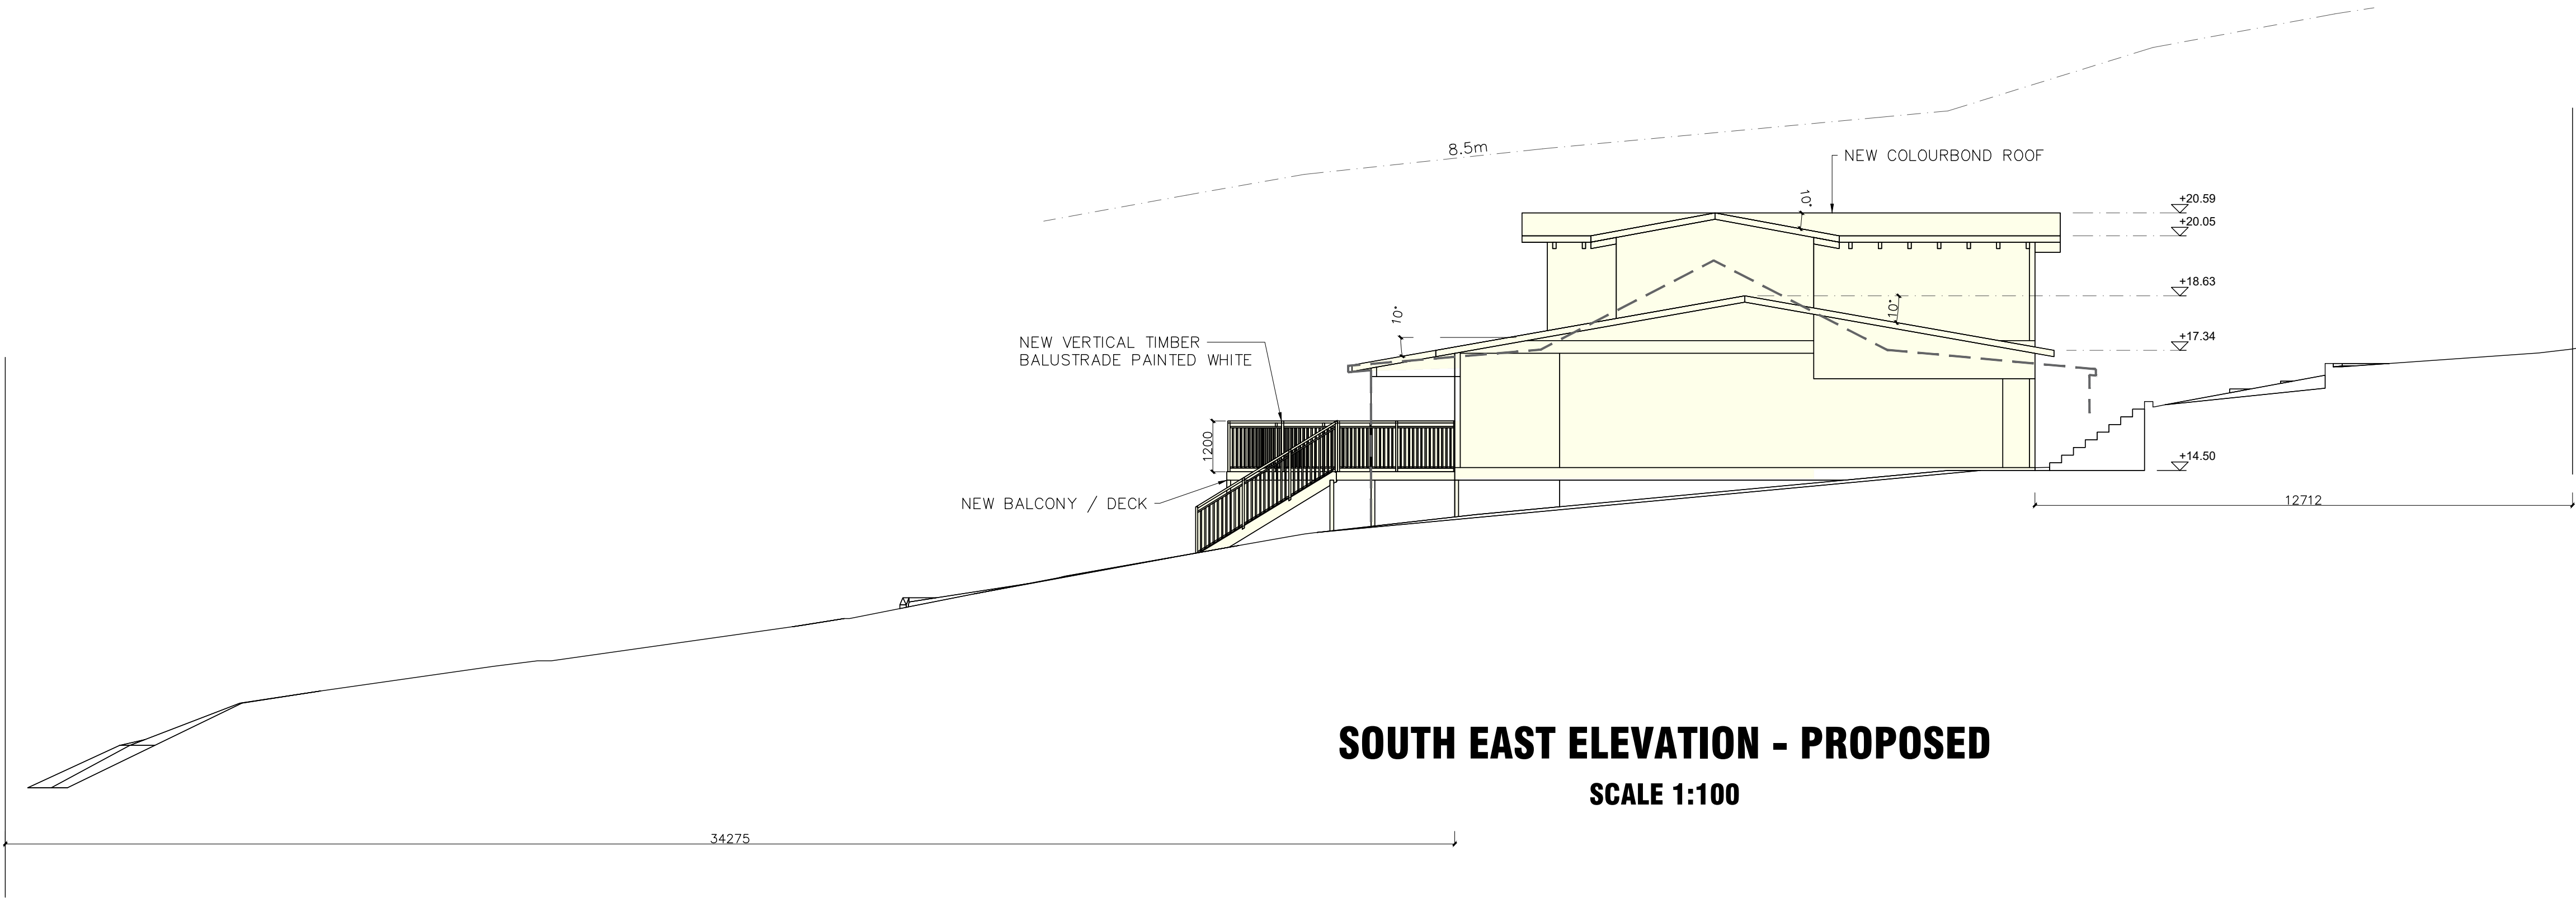 8.5m
NEW COLOURBOND ROOF
10°
+20.59
+20.05
+18.63
10°
10°
+17.34
NEW VERTICAL TIMBER
BALUSTRADE PAINTED WHITE
1200
+14.50
NEW BALCONY / DECK
12712
SOUTH EAST ELEVATION - PROPOSED
SCALE 1:100
34275